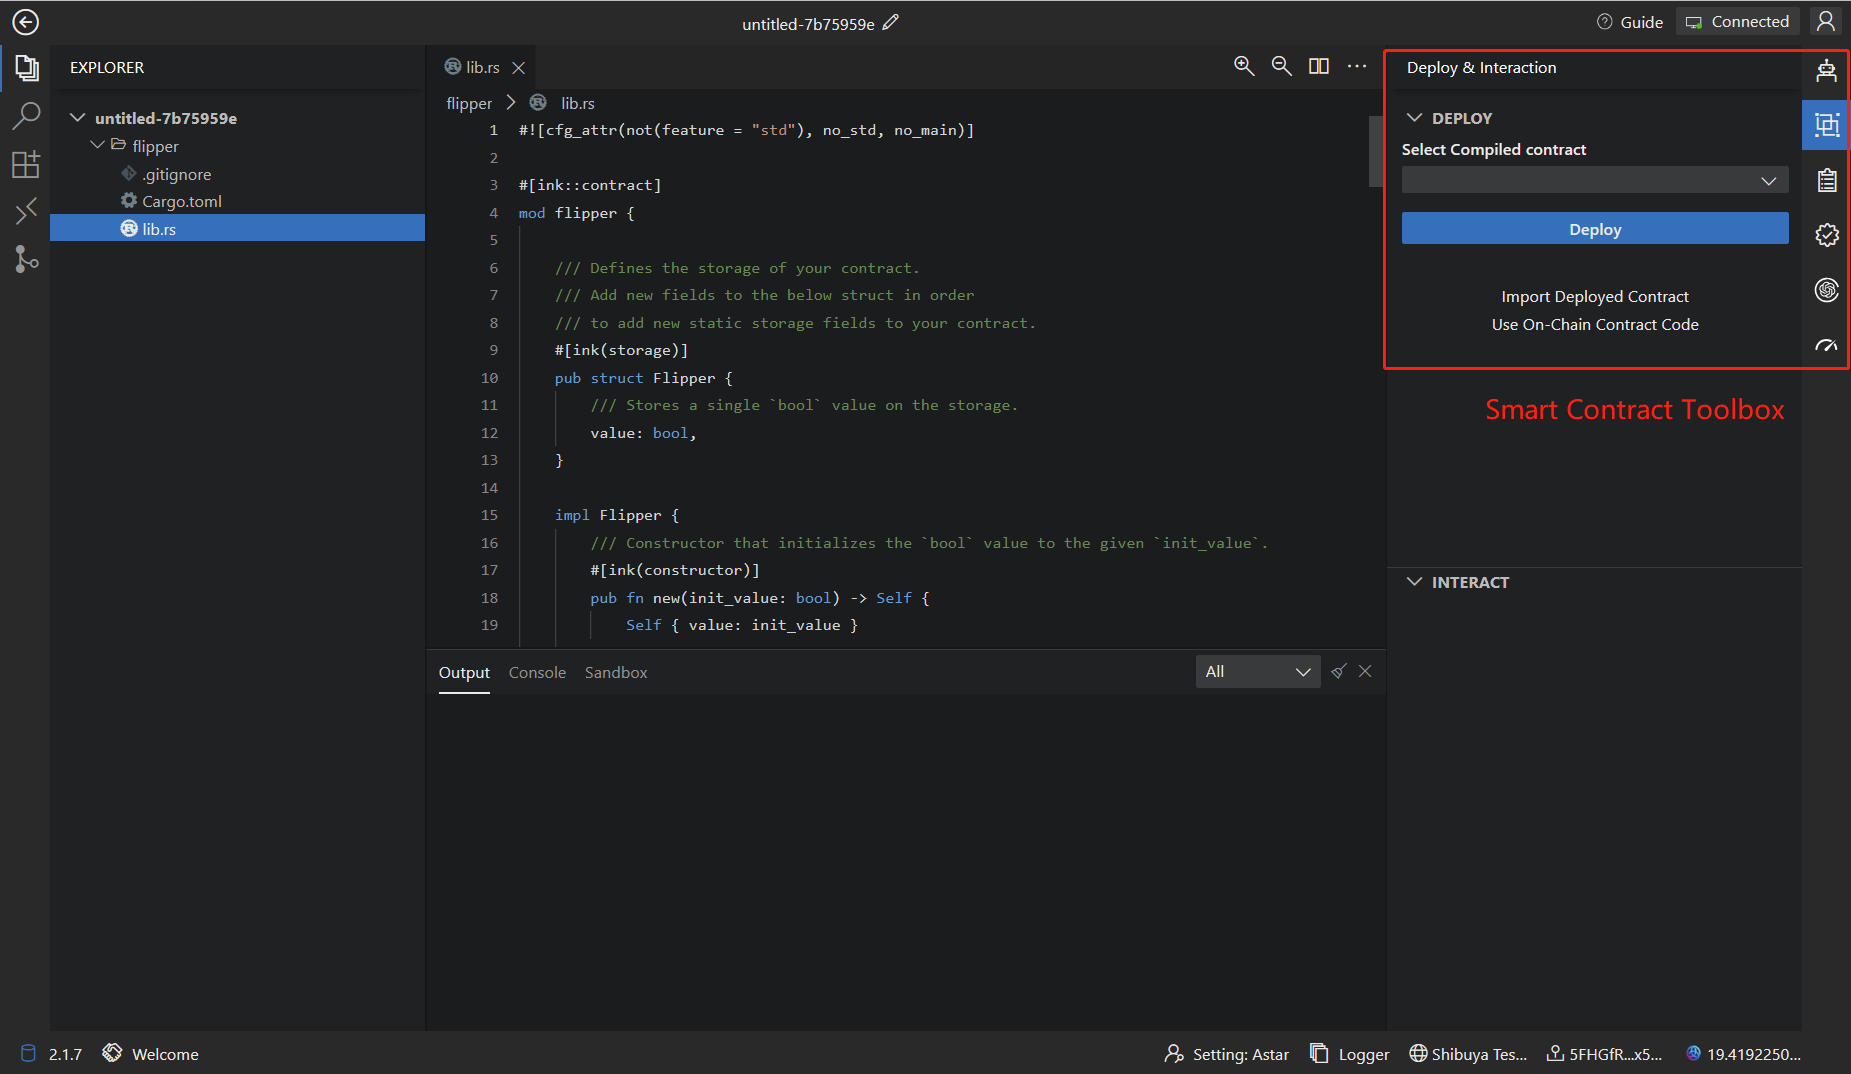 untitled-7b75959e
Guide
Connected
EXPLORER
untitled-7b75959e
flipper
.gitignore
Cargo.toml
lib.rs
lib.rs
flipper
lib.rs
1 #![cfg_attr(not(feature = "std"), no_std, no_main)]
2
3 #[ink::contract]
4 mod flipper {
5
6 /// Defines the storage of your contract.
7 /// Add new fields to the below struct in order
8 /// to add new static storage fields to your contract.
9 #[ink(storage)]
10 pub struct Flipper {
11 /// Stores a single `bool` value on the storage.
12 value: bool,
13 }
14
15 impl Flipper {
16 /// Constructor that initializes the `bool` value to the given `init_value`.
17 #[ink(constructor)]
18 pub fn new(init_value: bool) -> Self {
19 Self { value: init_value }
Output Console Sandbox
All
Deploy & Interaction
DEPLOY
Select Compiled contract
Deploy
Import Deployed Contract
Use On-Chain Contract Code
Smart Contract Toolbox
INTERACT
2.1.7
Welcome
Setting: Astar
Logger
Shibuya Tes...
5FHGfR...x5...
19.4192250...